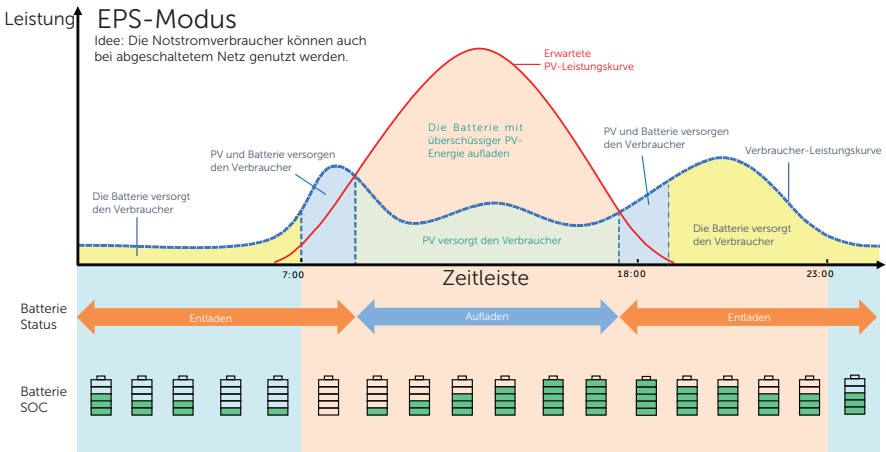 Leistung
EPS-Modus
Idee: Die Notstromverbraucher können auch
bei abgeschaltetem Netz genutzt werden.
Erwartete
PV-Leistungskurve
Die Batterie mit
überschüssiger PV-
Energie aufladen
PV und Batterie versorgen
den Verbraucher
PV und Batterie versorgen
den Verbraucher
Verbraucher-Leistungskurve
Die Batterie versorgt
den Verbraucher
PV versorgt den Verbraucher
Die Batterie versorgt
den Verbraucher
7:00
Zeitleiste
18:00
23:00
Batterie
Status
Entladen
Aufladen
Entladen
Batterie
SOC